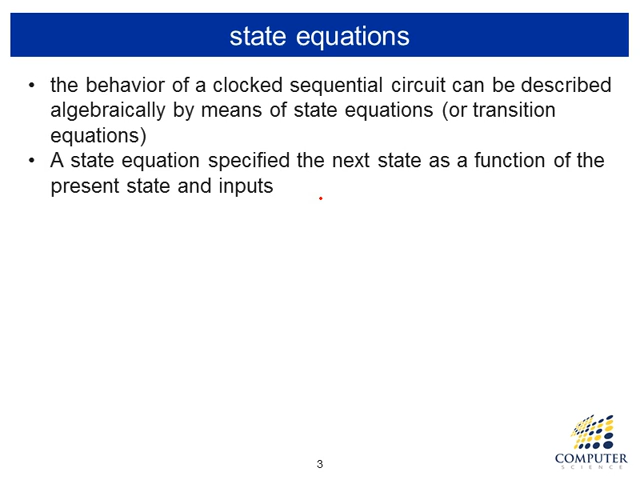 state equations
• the behavior of a clocked sequential circuit can be described
algebraically by means of state equations (or transition
equations)
• A state equation specified the next state as a function of the
present state and inputs
COMPUTER
SCIENCE
3